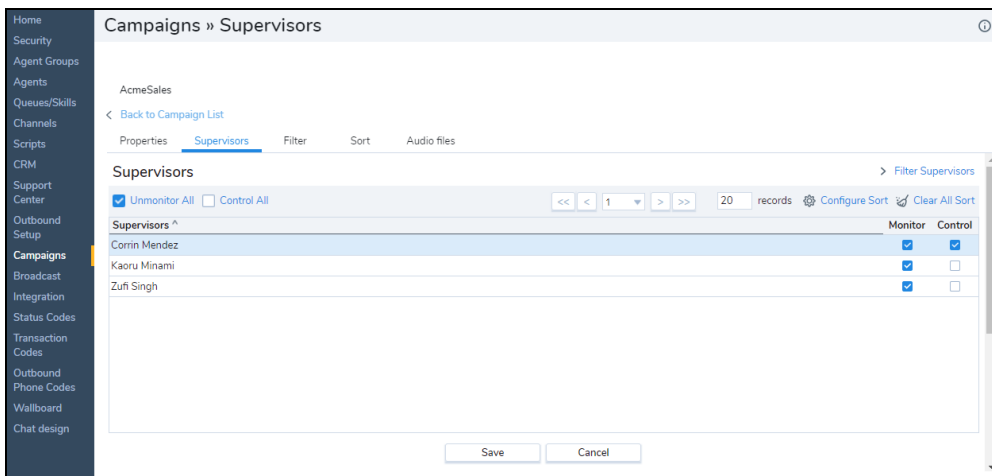 Home
Security
Agent Groups
Agents
Queues/Skills
Channels
Scripts
CRM
Support
Center
Outbound
Setup
Campaigns
Broadcast
Integration
Status Codes
Transaction
Codes
Outbound
Phone Codes
Wallboard
Chat design
Campaigns » Supervisors
AcmeSales
< Back to Campaign List
Properties Supervisors Filter Sort Audio files
Supervisors > Filter Supervisors
Unmonitor All Control All << < 1 > >> 20 records Configure Sort Clear All Sort
Supervisors ^ Monitor Control
Corrin Mendez
Kaoru Minami
Zufi Singh
Save Cancel